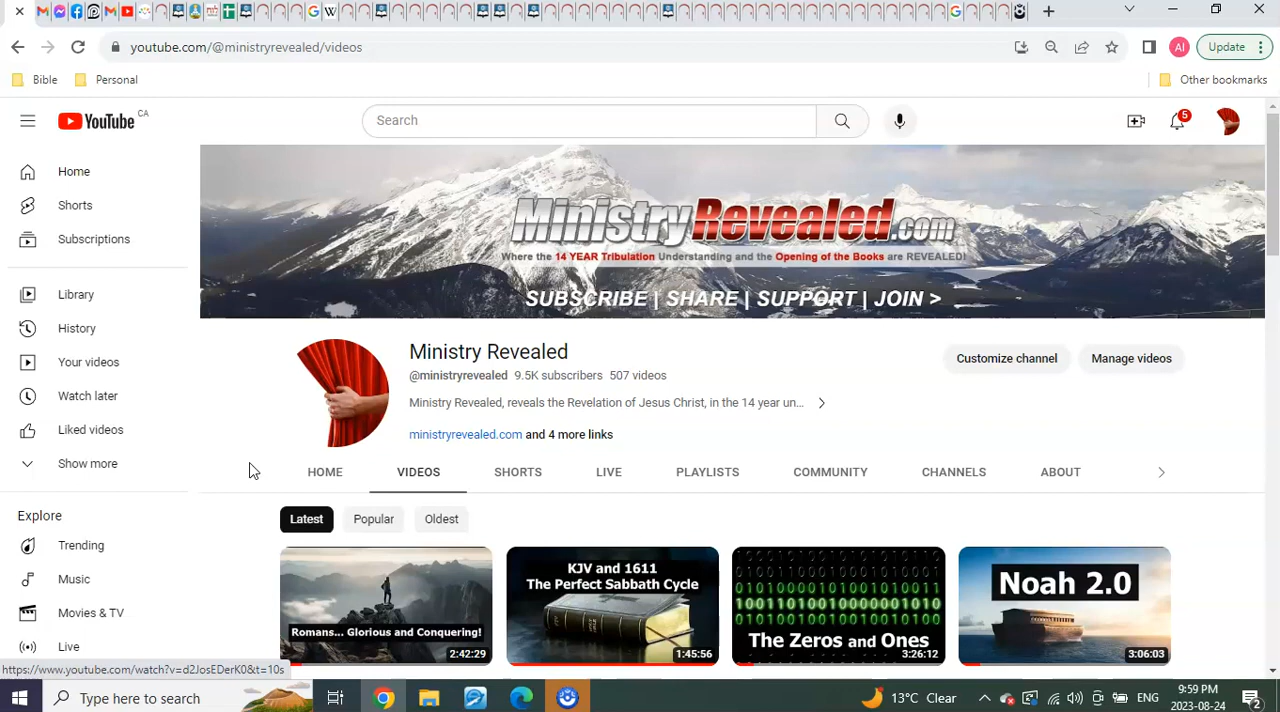 youtube.com/@ministryrevealed/videos
AI
Update
Bible
Personal
Other bookmarks
YouTube CA
Search
5
Home
Shorts
Subscriptions
Library
History
Your videos
Watch later
Liked videos
Show more
Explore
Trending
Music
Movies & TV
Live
MinistryRevealed.com
Where the 14 YEAR Tribulation Understanding and the Opening of the Books are REVEALED!
SUBSCRIBE | SHARE | SUPPORT | JOIN >
Ministry Revealed
@ministryrevealed 9.5K subscribers 507 videos
Ministry Revealed, reveals the Revelation of Jesus Christ, in the 14 year un...
ministryrevealed.com and 4 more links
Customize channel
Manage videos
HOME VIDEOS SHORTS LIVE PLAYLISTS COMMUNITY CHANNELS ABOUT
Latest Popular Oldest
Romans... Glorious and Conquering!
2:42:29
KJV and 1611
The Perfect Sabbath Cycle
1:45:56
The Zeros and Ones
3:26:12
Noah 2.0
3:06:03
https://www.youtube.com/watch?v=d2JosEDerK0&t=10s
Type here to search
13°C Clear
ENG
9:59 PM
2023-08-24
2